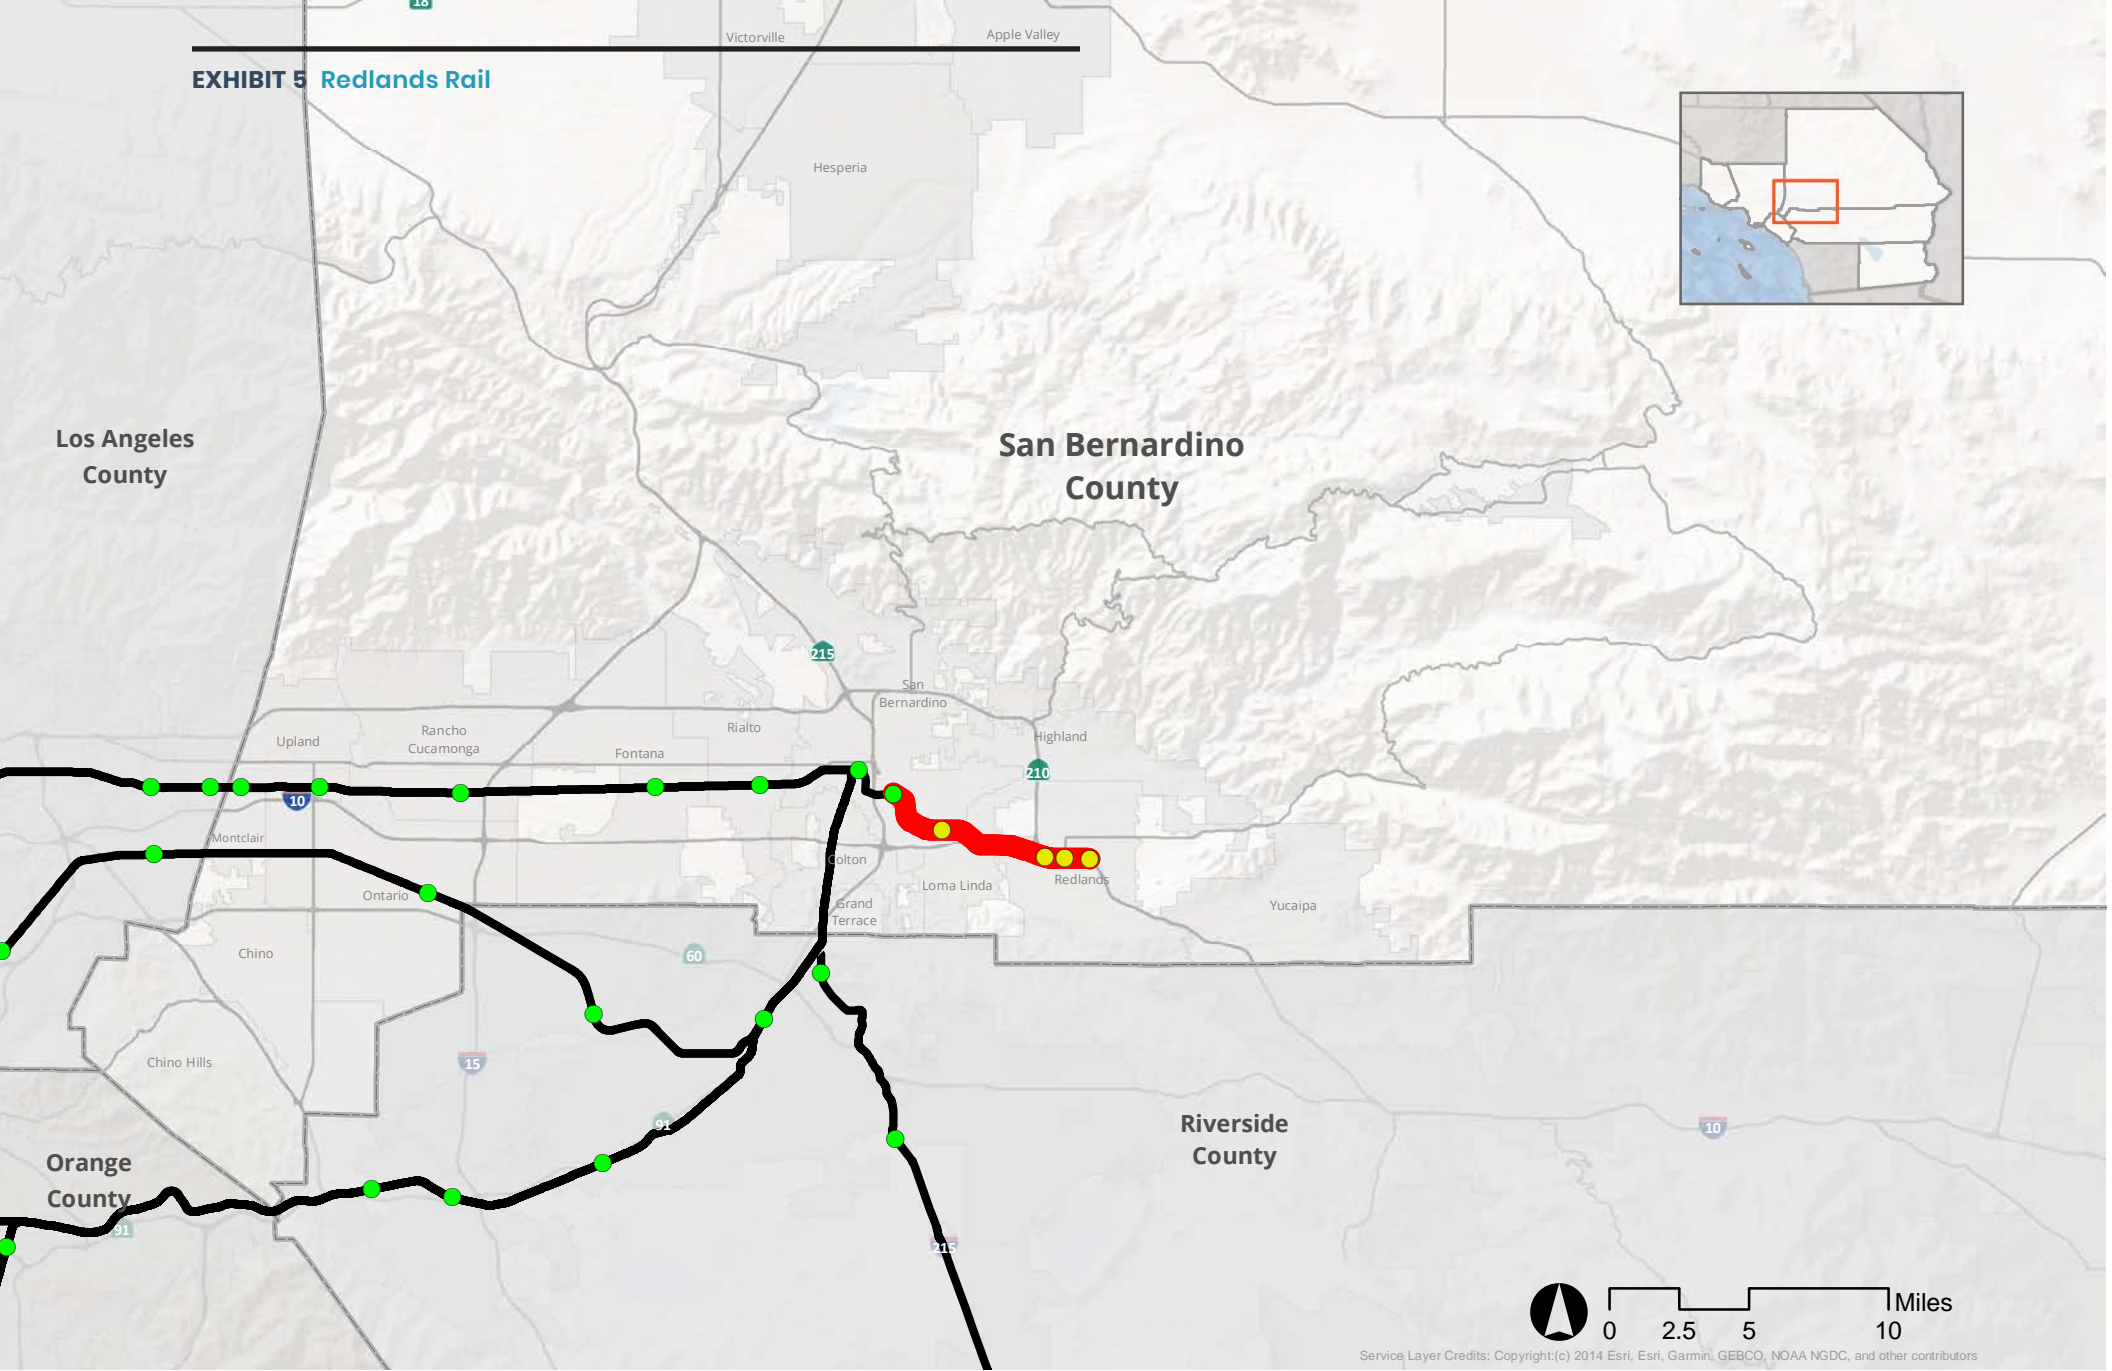 18
Victorville
Apple Valley
EXHIBIT 5 Redlands Rail
Hesperia
Los Angeles
County
San Bernardino
County
215
San
Bernardino
Rancho
Cucamonga
Upland
Rialto
Highland
Fontana
210
10
Montclair
Colton
Ontario
Loma Linda
Redlands
Grand
Terrace
Yucaipa
Chino
60
Chino Hills
15
91
Riverside
County
10
Orange
County
91
215
Miles
0 2.5 5 10
Service Layer Credits: Copyright:(c) 2014 Esri, Esri, Garmin, GEBCO, NOAA NGDC, and other contributors